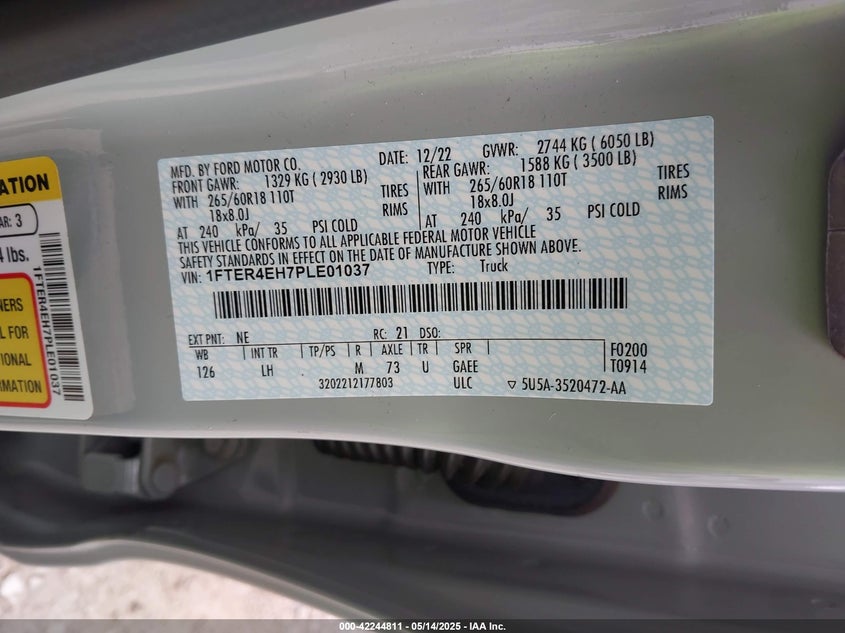 MFD. BY FORD MOTOR CO.
DATE: 12/22 GVWR: 2744 KG ( 6050 LB)
FRONT GAWR: 1329 KG ( 2930 LB)
REAR GAWR: 1588 KG ( 3500 LB)
WITH 265/60R18 110T TIRES
WITH 265/60R18 110T TIRES
18x8.0J RIMS
18x8.0J RIMS
AT 240 kPa/ 35 PSI COLD
AT 240 kPa/ 35 PSI COLD
THIS VEHICLE CONFORMS TO ALL APPLICABLE FEDERAL MOTOR VEHICLE
SAFETY STANDARDS IN EFFECT ON THE DATE OF MANUFACTURE SHOWN ABOVE.
VIN: 1FTER4EH7PLE01037 TYPE: Truck
EXT PNT: NE RC: 21 DSO:
WB INT TR TP/PS R AXLE TR SPR F0200
126 LH M 73 U GAEE T0914
3202212177803 ULC ▽ 5U5A-3520472-AA
ATION
AR: 3
4 lbs.
1FTER4EH7PLE01037
NERS
L FOR
TIONAL
RMATION
000-42244811 - 05/14/2025 - IAA Inc.